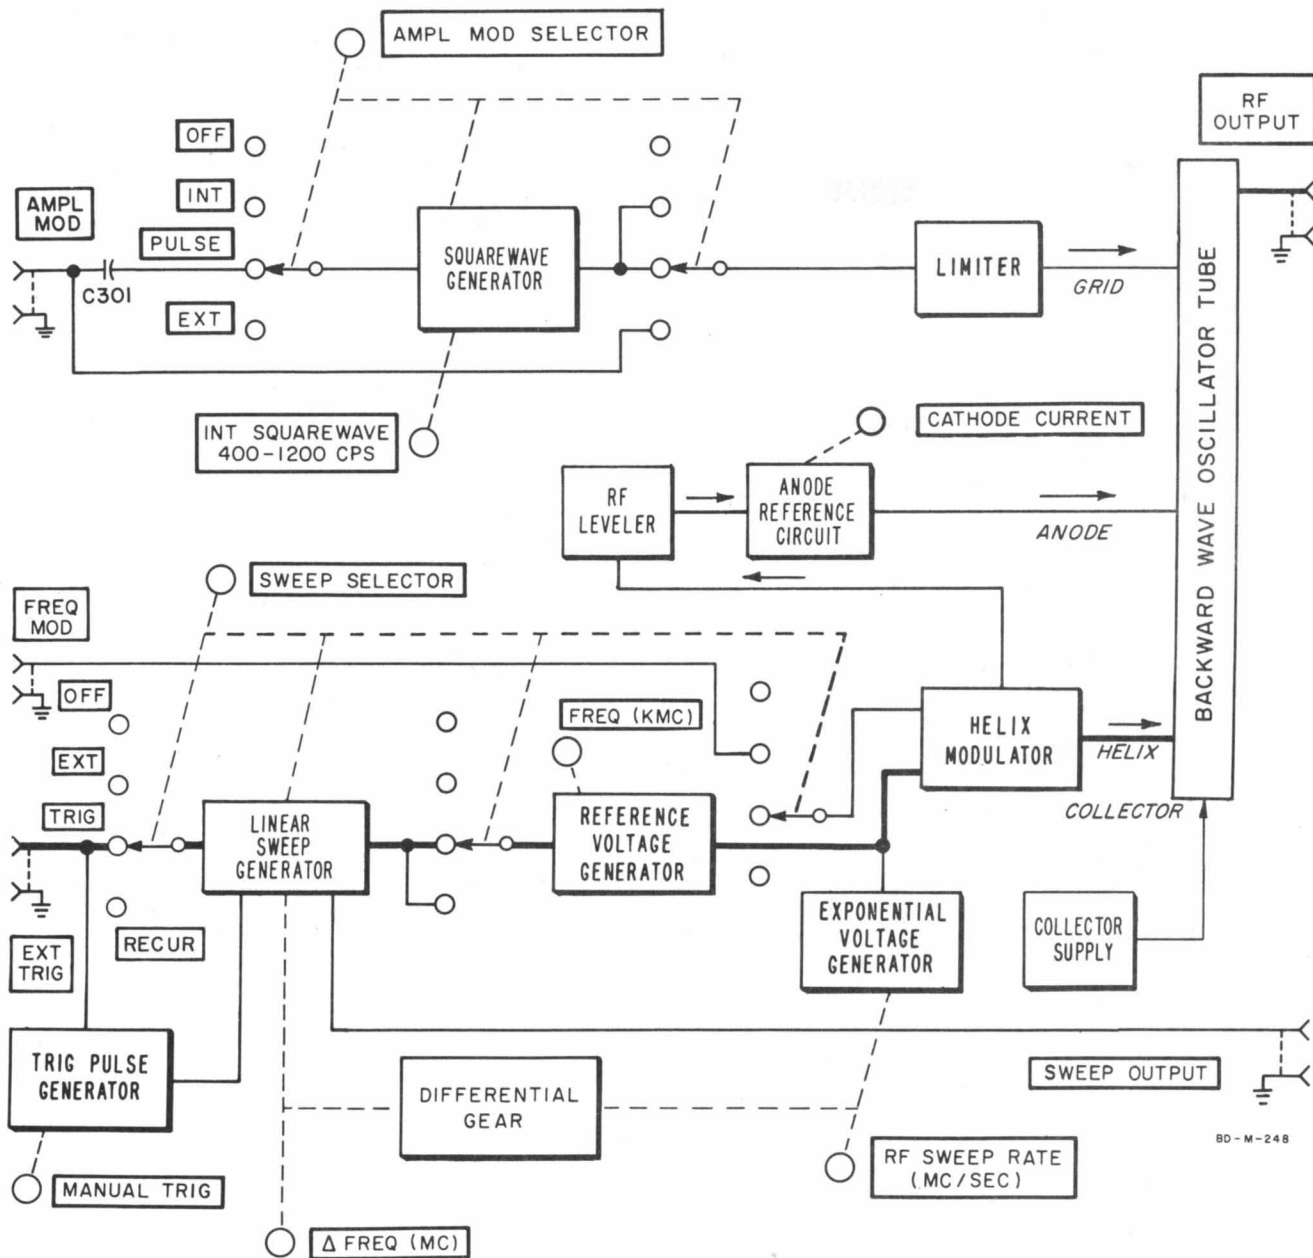 AMPL MOD SELECTOR
RF
OUTPUT
OFF
INT
AMPL
MOD
PULSE
C301
EXT
SQUAREWAVE
GENERATOR
LIMITER
GRID
BACKWARD WAVE OSCILLATOR TUBE
INT SQUAREWAVE
400-1200 CPS
CATHODE CURRENT
RF
LEVELER
ANODE
REFERENCE
CIRCUIT
ANODE
SWEEP SELECTOR
FREQ
MOD
OFF
FREQ (KMC)
HELIX
MODULATOR
HELIX
EXT
TRIG
LINEAR
SWEEP
GENERATOR
REFERENCE
VOLTAGE
GENERATOR
COLLECTOR
RECUR
EXT
TRIG
EXPONENTIAL
VOLTAGE
GENERATOR
COLLECTOR
SUPPLY
TRIG PULSE
GENERATOR
SWEEP OUTPUT
DIFFERENTIAL
GEAR
BD-M-248
MANUAL TRIG
RF SWEEP RATE
(MC/SEC)
Δ FREQ (MC)